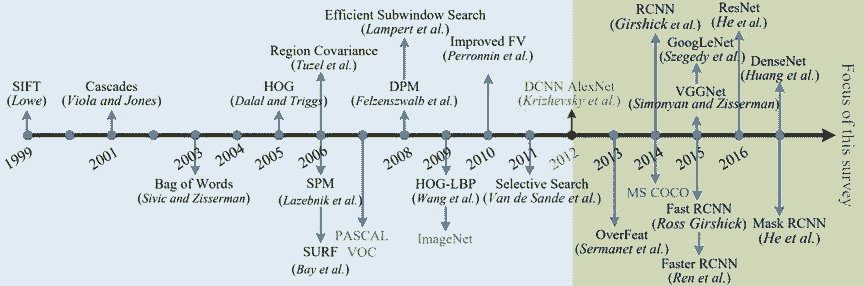 Efficient Subwindow Search
(Lampert et al.)
RCNN
(Girshick et al.)
ResNet
(He et al.)
Region Covariance
(Tuzel et al.)
Improved FV
(Perronnin et al.)
GoogLeNet
(Szegedy et al.)
DenseNet
(Huang et al.)
SIFT
(Lowe)
Cascades
(Viola and Jones)
HOG
(Dalal and Triggs)
DPM
(Felzenszwalb et al.)
DCNN AlexNet
(Krizhevsky et al.)
VGGNet
(Simonyan and Zisserman)
Focus of this survey
1999
2001
2003
2004
2005
2006
2008
2009
2010
2011
2012
2013
2014
2015
2016
Bag of Words
(Sivic and Zisserman)
SPM
(Lazebnik et al.)
HOG-LBP
(Wang et al.)
Selective Search
(Van de Sande et al.)
MS COCO
Fast RCNN
(Ross Girshick)
Mask RCNN
(He et al.)
PASCAL
VOC
ImageNet
OverFeat
(Sermanet et al.)
SURF
(Bay et al.)
Faster RCNN
(Ren et al.)